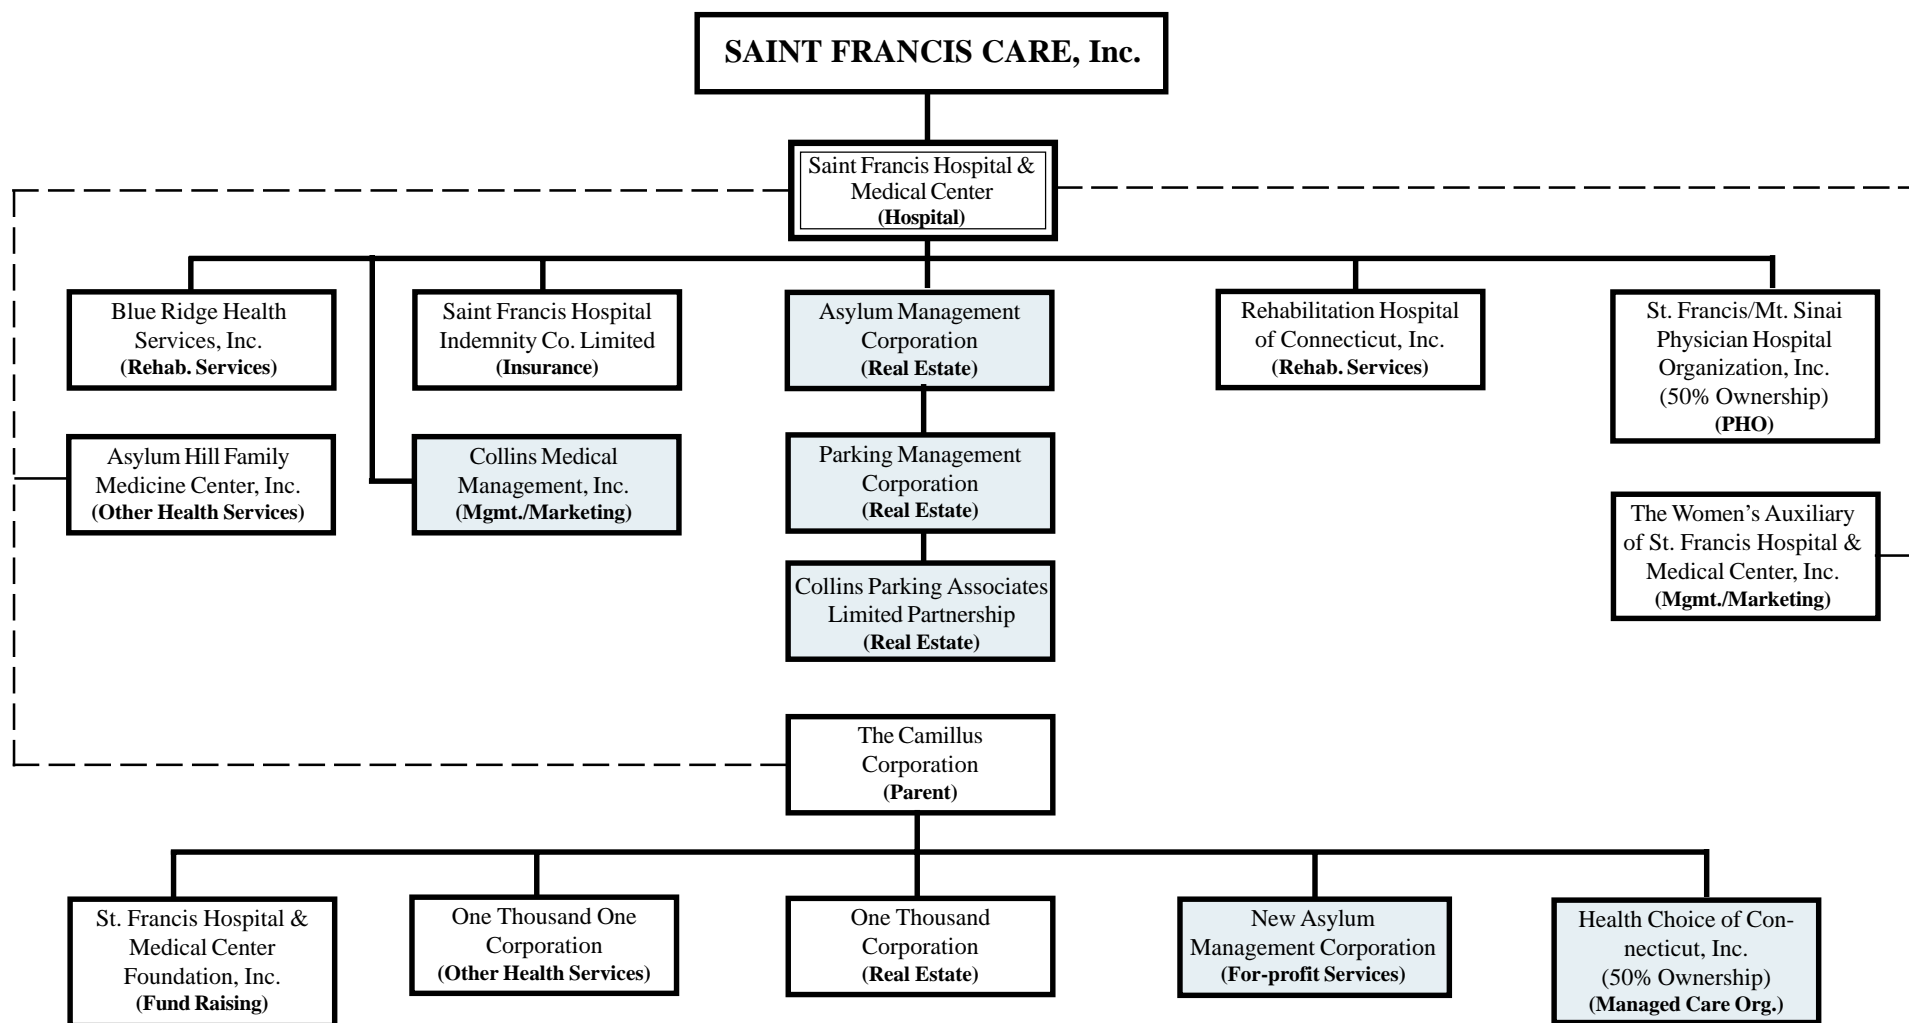 SAINT FRANCIS CARE, Inc.
Saint Francis Hospital &
Medical Center
(Hospital)
Blue Ridge Health
Services, Inc.
(Rehab. Services)
Saint Francis Hospital
Indemnity Co. Limited
(Insurance)
Asylum Management
Corporation
(Real Estate)
Rehabilitation Hospital
of Connecticut, Inc.
(Rehab. Services)
St. Francis/Mt. Sinai
Physician Hospital
Organization, Inc.
(50% Ownership)
(PHO)
Asylum Hill Family
Medicine Center, Inc.
(Other Health Services)
Collins Medical
Management, Inc.
(Mgmt./Marketing)
Parking Management
Corporation
(Real Estate)
The Women’s Auxiliary
of St. Francis Hospital &
Medical Center, Inc.
(Mgmt./Marketing)
Collins Parking Associates
Limited Partnership
(Real Estate)
The Camillus
Corporation
(Parent)
St. Francis Hospital &
Medical Center
Foundation, Inc.
(Fund Raising)
One Thousand One
Corporation
(Other Health Services)
One Thousand
Corporation
(Real Estate)
New Asylum
Management Corporation
(For-profit Services)
Health Choice of Con-
necticut, Inc.
(50% Ownership)
(Managed Care Org.)